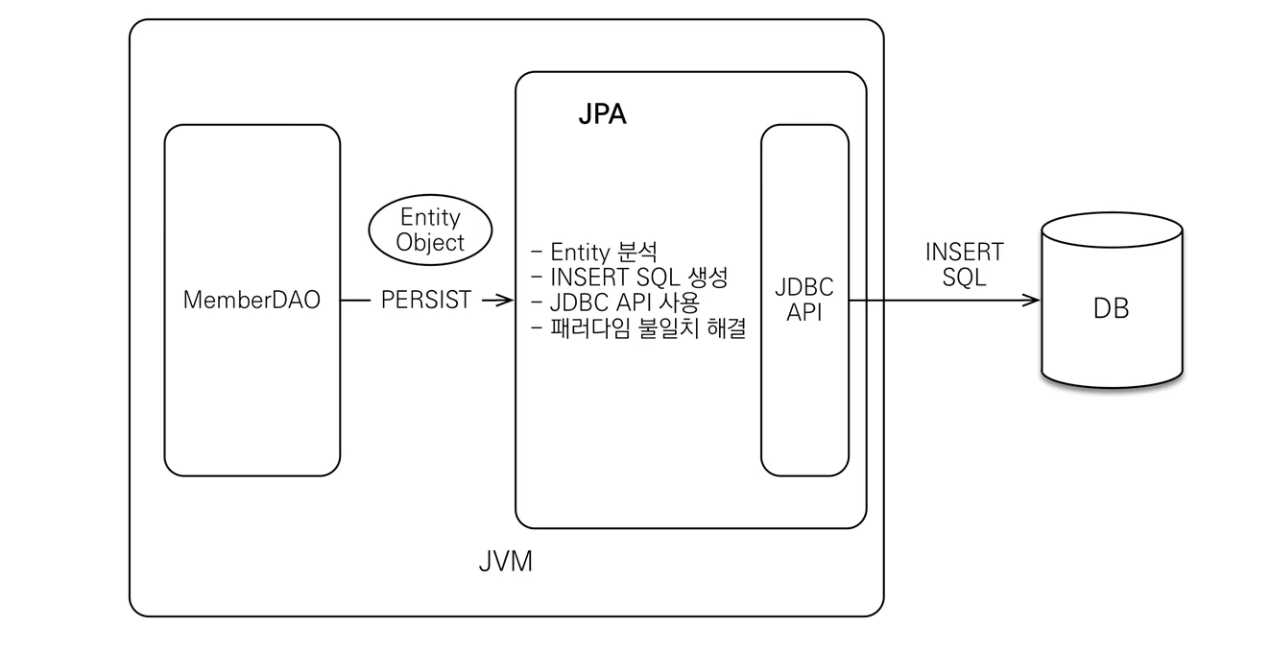 JPA
Entity
Object
MemberDAO
PERSIST
- Entity 분석
- INSERT SQL 생성
- JDBC API 사용
- 패러다임 불일치 해결
JDBC
API
INSERT
SQL
DB
JVM